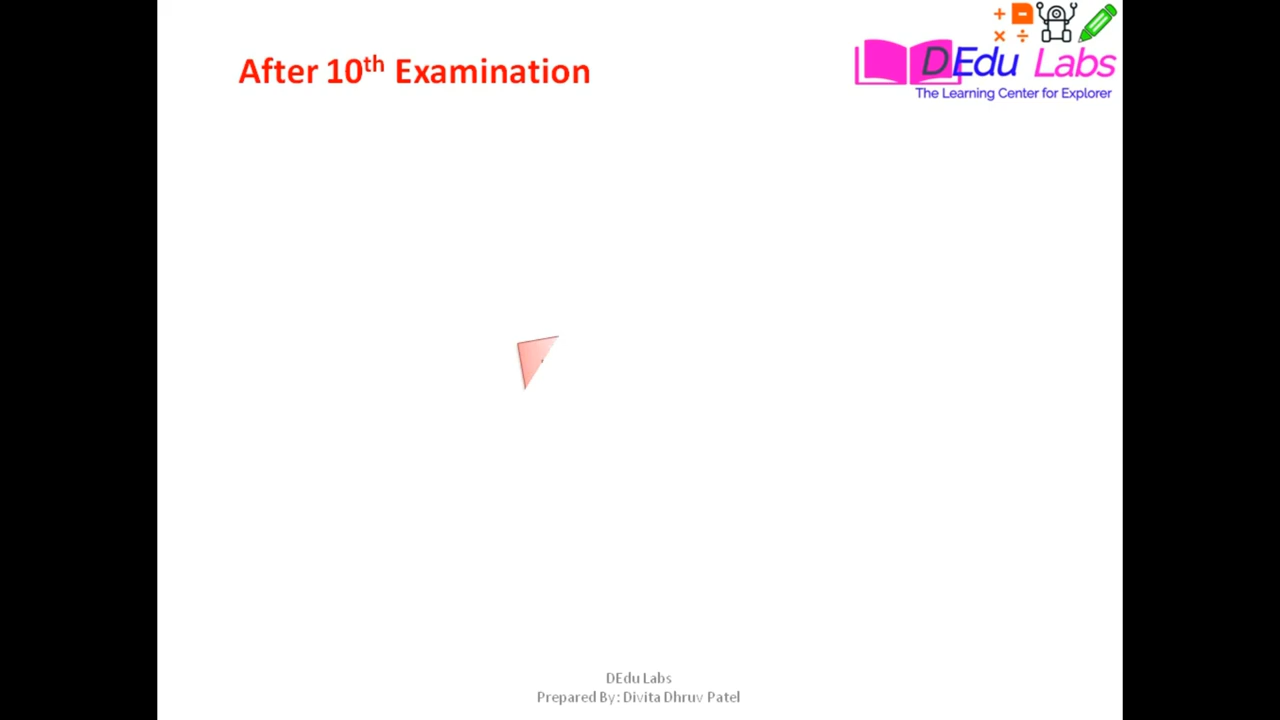 After 10th Examination
DEdu Labs
The Learning Center for Explorer
DEdu Labs
Prepared By: Divita Dhruv Patel